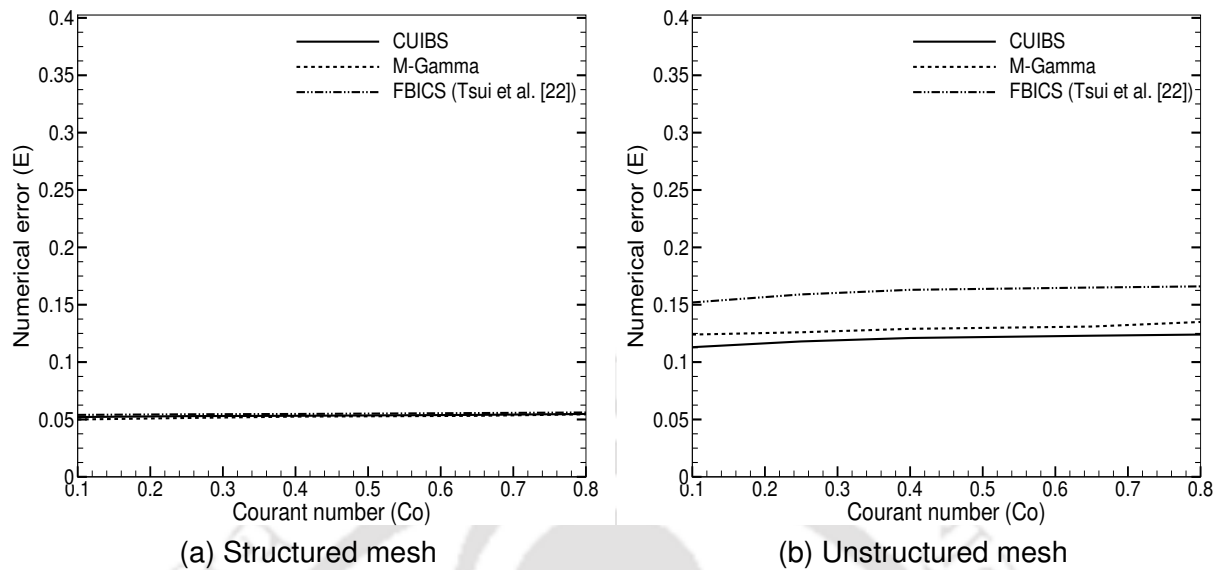 0.4
0.35
0.3
0.25
0.2
0.15
0.1
0.05
0
Numerical error (E)
CUIBS
M-Gamma
FBICS (Tsui et al. [22])
0.1 0.2 0.3 0.4 0.5 0.6 0.7 0.8
Courant number (Co)
(a) Structured mesh
0.4
0.35
0.3
0.25
0.2
0.15
0.1
0.05
0
Numerical error (E)
CUIBS
M-Gamma
FBICS (Tsui et al. [22])
0.1 0.2 0.3 0.4 0.5 0.6 0.7 0.8
Courant number (Co)
(b) Unstructured mesh